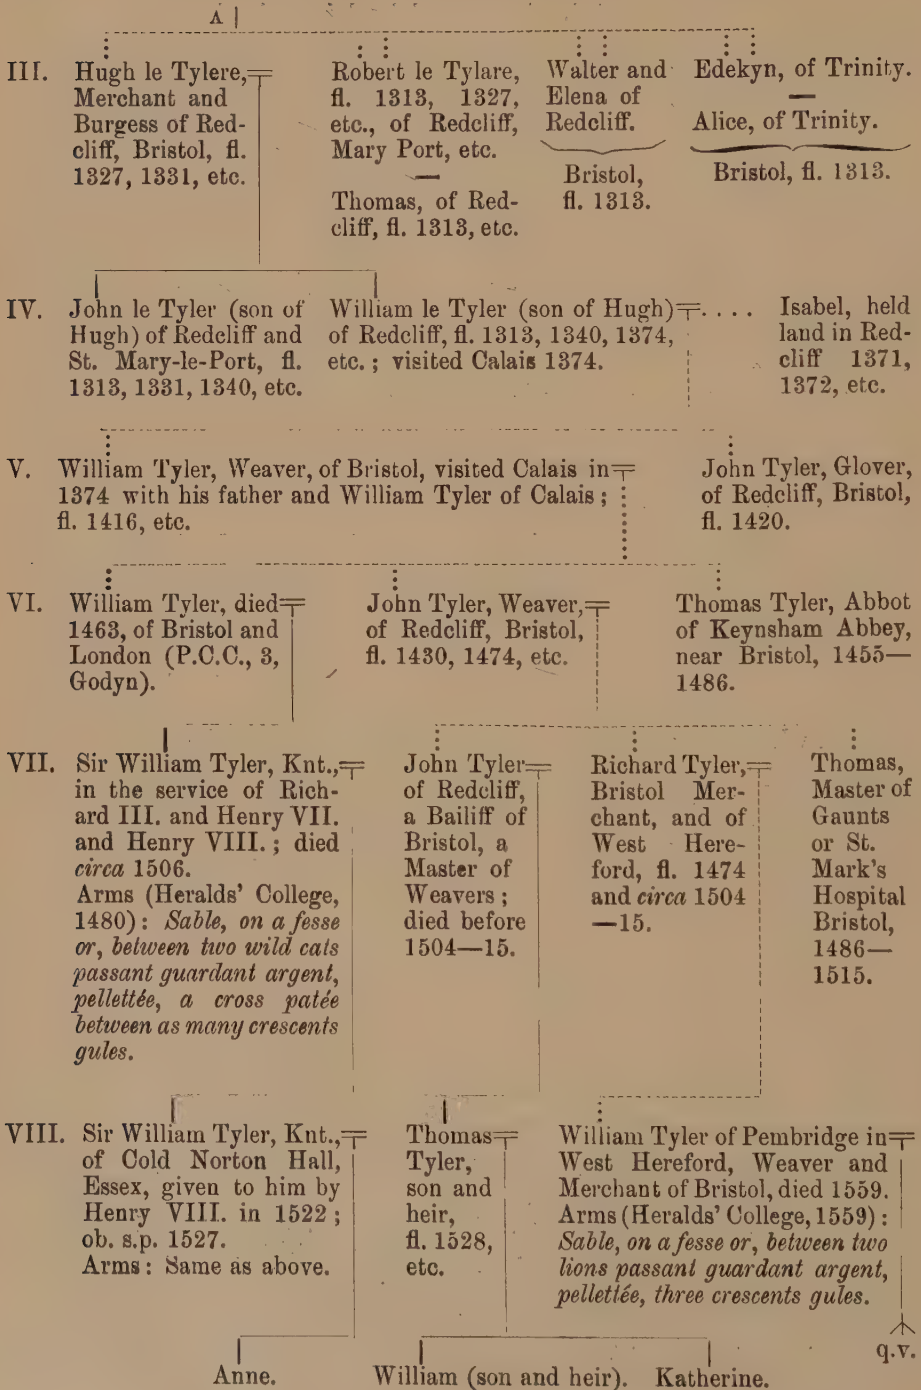 A
III. Hugh le Tylere,
Merchant and
Burgess of Red-
cliff, Bristol, fl.
1327, 1331, etc.
Robert le Tylare,
fl. 1313, 1327,
etc., of Redcliff,
Mary Port, etc.
—
Thomas, of Red-
cliff, fl. 1313, etc.
Walter and
Elena of
Redcliff.
Bristol,
fl. 1313.
Edekyn, of Trinity.
—
Alice, of Trinity.
Bristol, fl. 1313.
IV. John le Tyler (son of
Hugh) of Redcliff and
St. Mary-le-Port, fl.
1313, 1331, 1340, etc.
William le Tyler (son of Hugh)= . . . .
of Redcliff, fl. 1313, 1340, 1374,
etc.; visited Calais 1374.
Isabel, held
land in Red-
cliff 1371,
1372, etc.
V. William Tyler, Weaver, of Bristol, visited Calais in=
1374 with his father and William Tyler of Calais;
fl. 1416, etc.
John Tyler, Glover,
of Redcliff, Bristol,
fl. 1420.
VI. William Tyler, died=
1463, of Bristol and
London (P.C.C., 3,
Godyn).
John Tyler, Weaver,=
of Redcliff, Bristol,
fl. 1430, 1474, etc.
Thomas Tyler, Abbot
of Keynsham Abbey,
near Bristol, 1455—
1486.
VII. Sir William Tyler, Knt.,=
in the service of Rich-
ard III. and Henry VII.
and Henry VIII.; died
circa 1506.
Arms (Heralds' College,
1480): Sable, on a fesse
or, between two wild cats
passant guardant argent,
pellettée, a cross patée
between as many crescents
gules.
John Tyler=
of Redcliff,
a Bailiff of
Bristol, a
Master of
Weavers;
died before
1504—15.
Richard Tyler,=
Bristol Mer-
chant, and of
West Here-
ford, fl. 1474
and circa 1504
—15.
Thomas,
Master of
Gaunts
or St.
Mark's
Hospital
Bristol,
1486—
1515.
VIII. Sir William Tyler, Knt.,=
of Cold Norton Hall,
Essex, given to him by
Henry VIII. in 1522;
ob. s.p. 1527.
Arms: Same as above.
Thomas=
Tyler,
son and
heir,
fl. 1528,
etc.
William Tyler of Pembridge in=
West Hereford, Weaver and
Merchant of Bristol, died 1559.
Arms (Heralds' College, 1559):
Sable, on a fesse or, between two
lions passant guardant argent,
pellettée, three crescents gules.
q.v.
Anne.
William (son and heir).
Katherine.